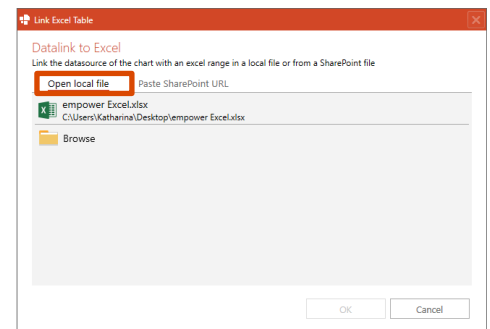 Link Excel Table
Datalink to Excel
Link the datasource of the chart with an excel range in a local file or from a SharePoint file
Open local file Paste SharePoint URL
empower Excel.xlsx
C:\Users\Katharina\Desktop\empower Excel.xlsx
Browse
OK Cancel